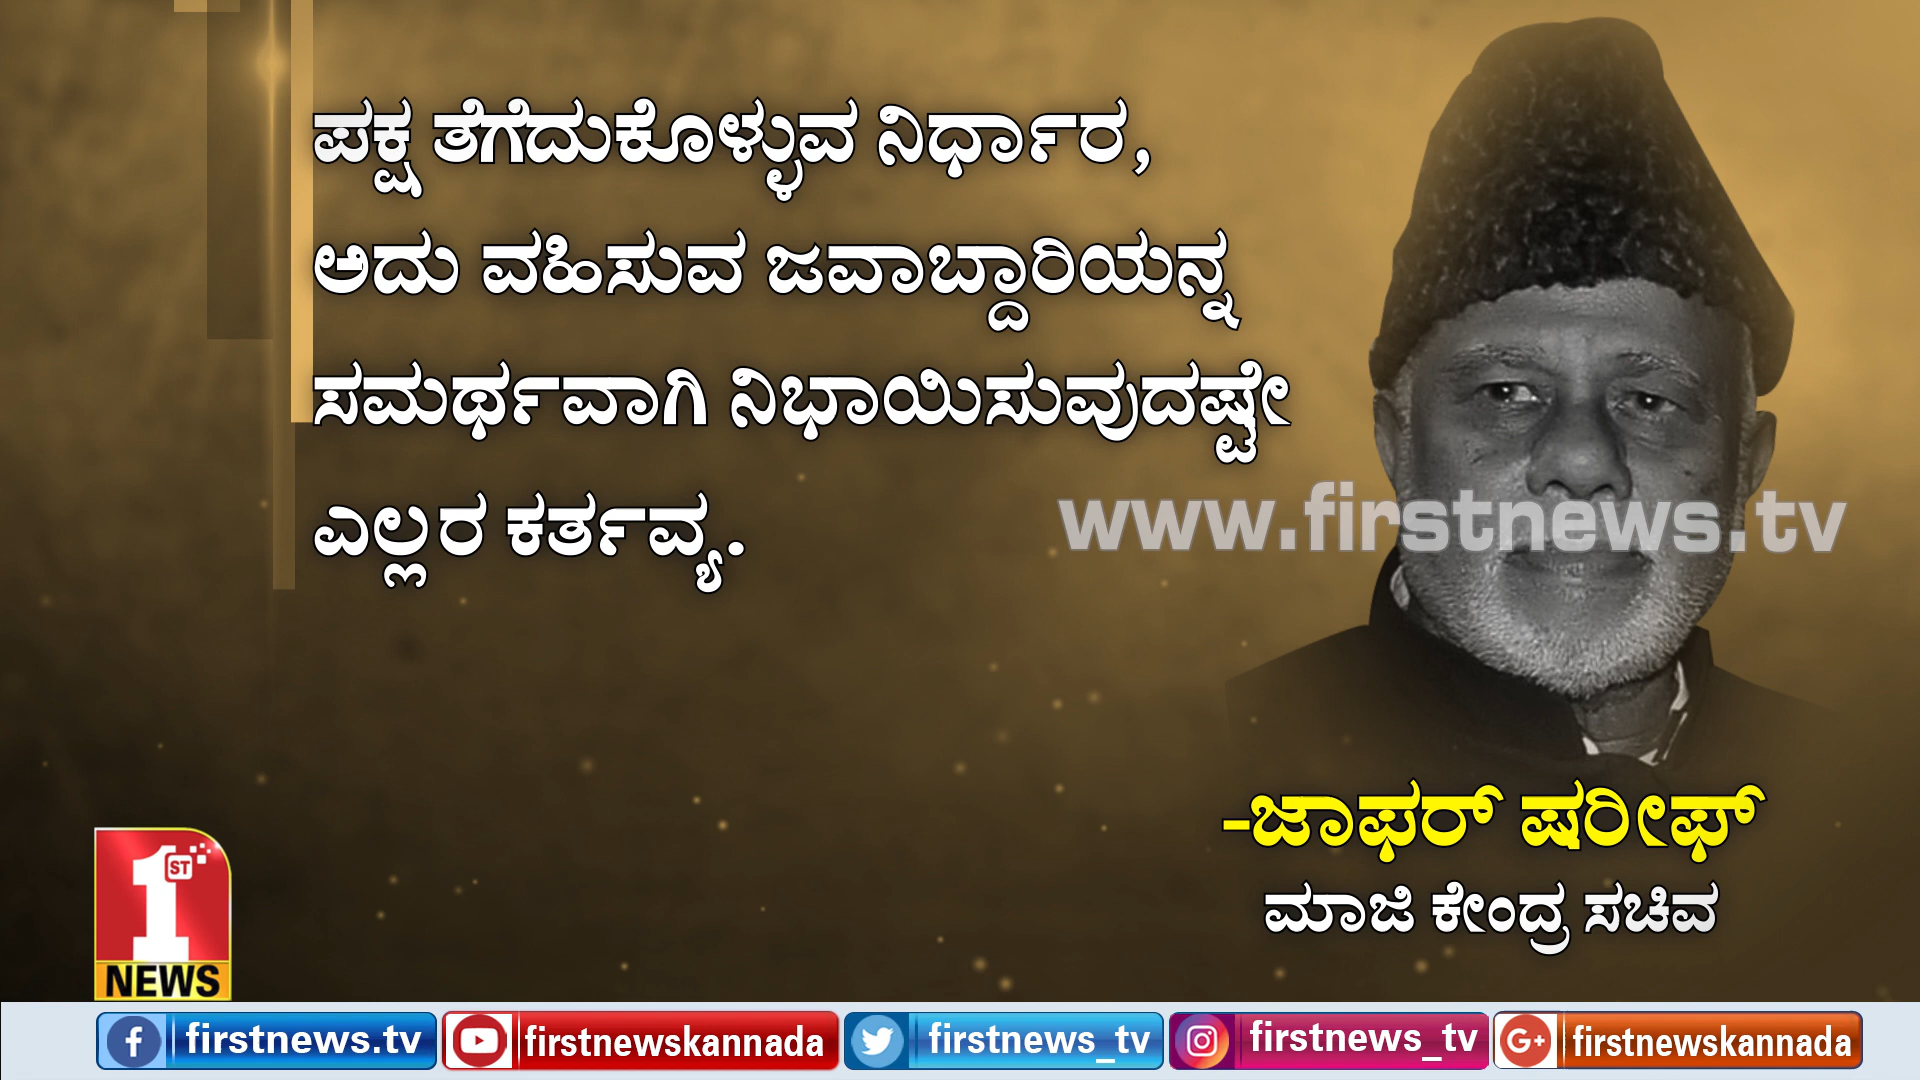 ಪಕ್ಷ ತೆಗೆದುಕೊಳ್ಳುವ ನಿರ್ಧಾರ,
ಅದು ವಹಿಸುವ ಜವಾಬ್ದಾರಿಯನ್ನ
ಸಮರ್ಥವಾಗಿ ನಿಭಾಯಿಸುವುದಷ್ಟೇ
ಎಲ್ಲರ ಕರ್ತವ್ಯ.
www.firstnews.tv
-ಜಾಫರ್ ಷರೀಫ್
ಮಾಜಿ ಕೇಂದ್ರ ಸಚಿವ
1ST
NEWS
firstnews.tv firstnewskannada firstnews_tv firstnews_tv firstnewskannada